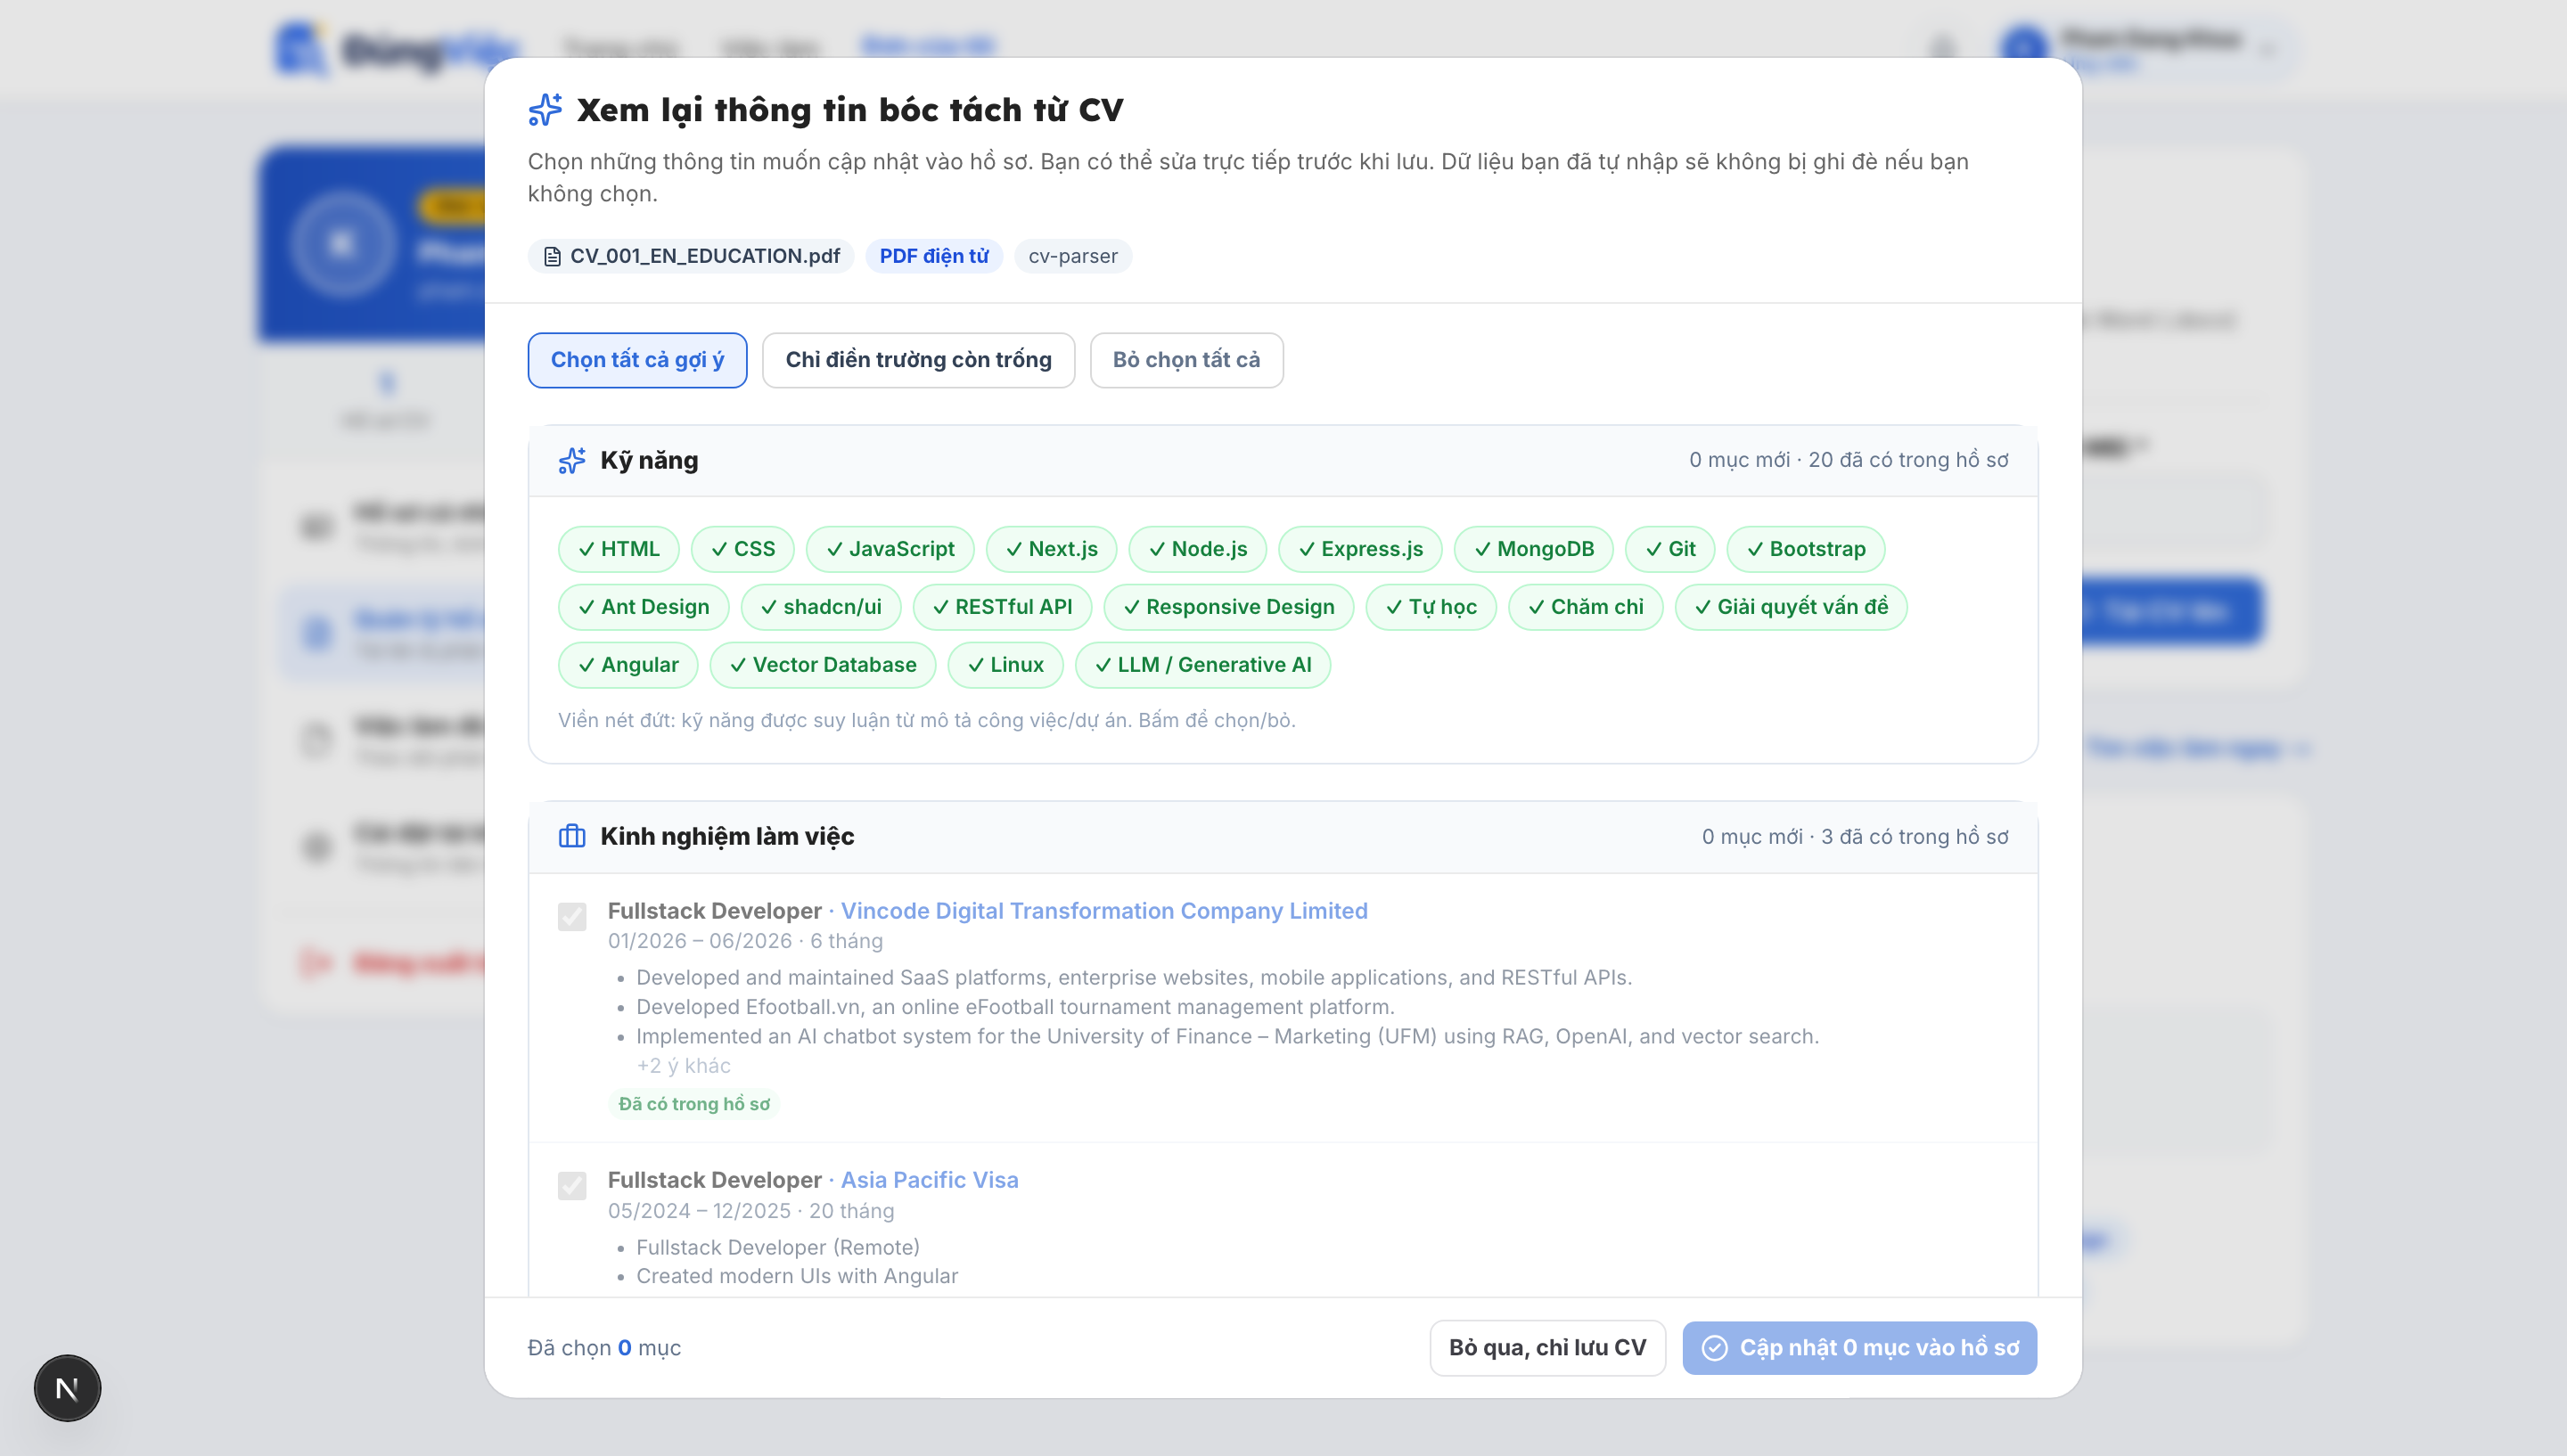 ĐúngViệc Trang chủ Việc làm
Xem lại thông tin bóc tách từ CV
Chọn những thông tin muốn cập nhật vào hồ sơ. Bạn có thể sửa trực tiếp trước khi lưu. Dữ liệu bạn đã tự nhập sẽ không bị ghi đè nếu bạn
không chọn.
CV_001_EN_EDUCATION.pdf PDF điện tử cv-parser
Chọn tất cả gợi ý Chỉ điền trường còn trống Bỏ chọn tất cả
Kỹ năng 0 mục mới · 20 đã có trong hồ sơ
✓ HTML ✓ CSS ✓ JavaScript ✓ Next.js ✓ Node.js ✓ Express.js ✓ MongoDB ✓ Git ✓ Bootstrap
✓ Ant Design ✓ shadcn/ui ✓ RESTful API ✓ Responsive Design ✓ Tự học ✓ Chăm chỉ ✓ Giải quyết vấn đề
✓ Angular ✓ Vector Database ✓ Linux ✓ LLM / Generative AI
Viền nét đứt: kỹ năng được suy luận từ mô tả công việc/dự án. Bấm để chọn/bỏ.
Kinh nghiệm làm việc 0 mục mới · 3 đã có trong hồ sơ
Fullstack Developer · Vincode Digital Transformation Company Limited
01/2026 – 06/2026 · 6 tháng
• Developed and maintained SaaS platforms, enterprise websites, mobile applications, and RESTful APIs.
• Developed Efootball.vn, an online eFootball tournament management platform.
• Implemented an AI chatbot system for the University of Finance – Marketing (UFM) using RAG, OpenAI, and vector search.
+2 ý khác
Đã có trong hồ sơ
Fullstack Developer · Asia Pacific Visa
05/2024 – 12/2025 · 20 tháng
• Fullstack Developer (Remote)
• Created modern UIs with Angular
Đã chọn 0 mục Bỏ qua, chỉ lưu CV Cập nhật 0 mục vào hồ sơ
N